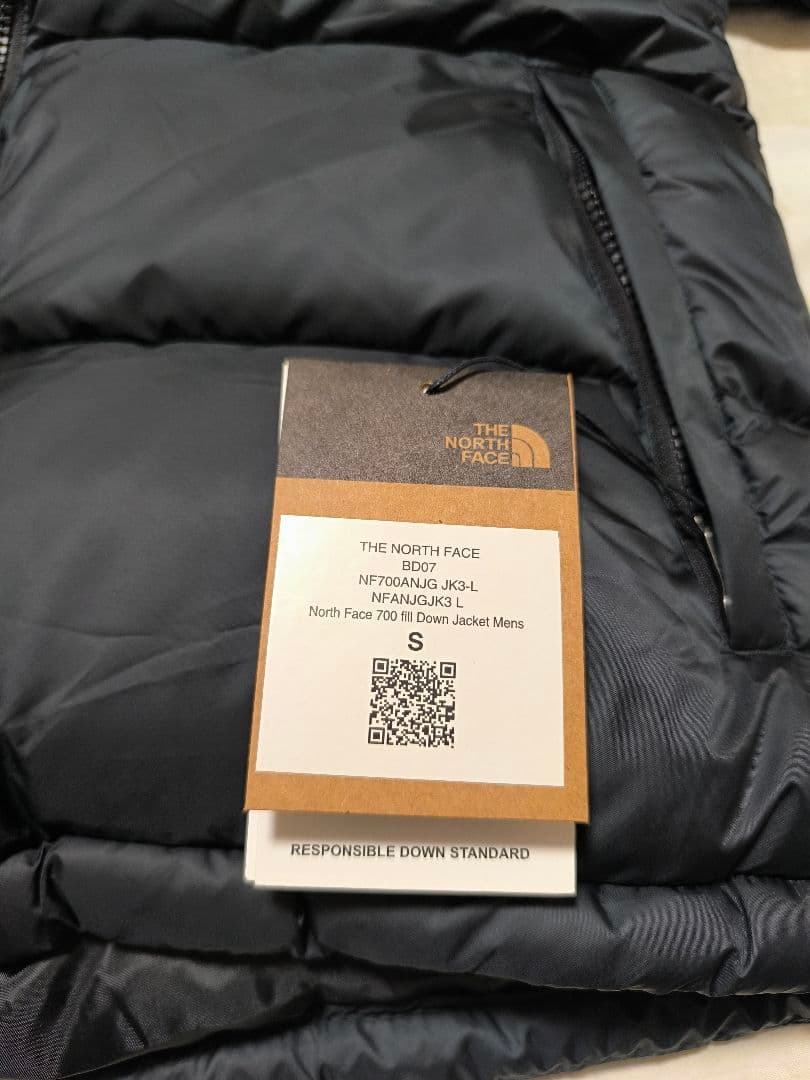 THE
NORTH
FACE
THE NORTH FACE
BD07
NF700ANJG JK3-L
NFANJGJK3 L
North Face 700 fill Down Jacket Mens
S
RESPONSIBLE DOWN STANDARD